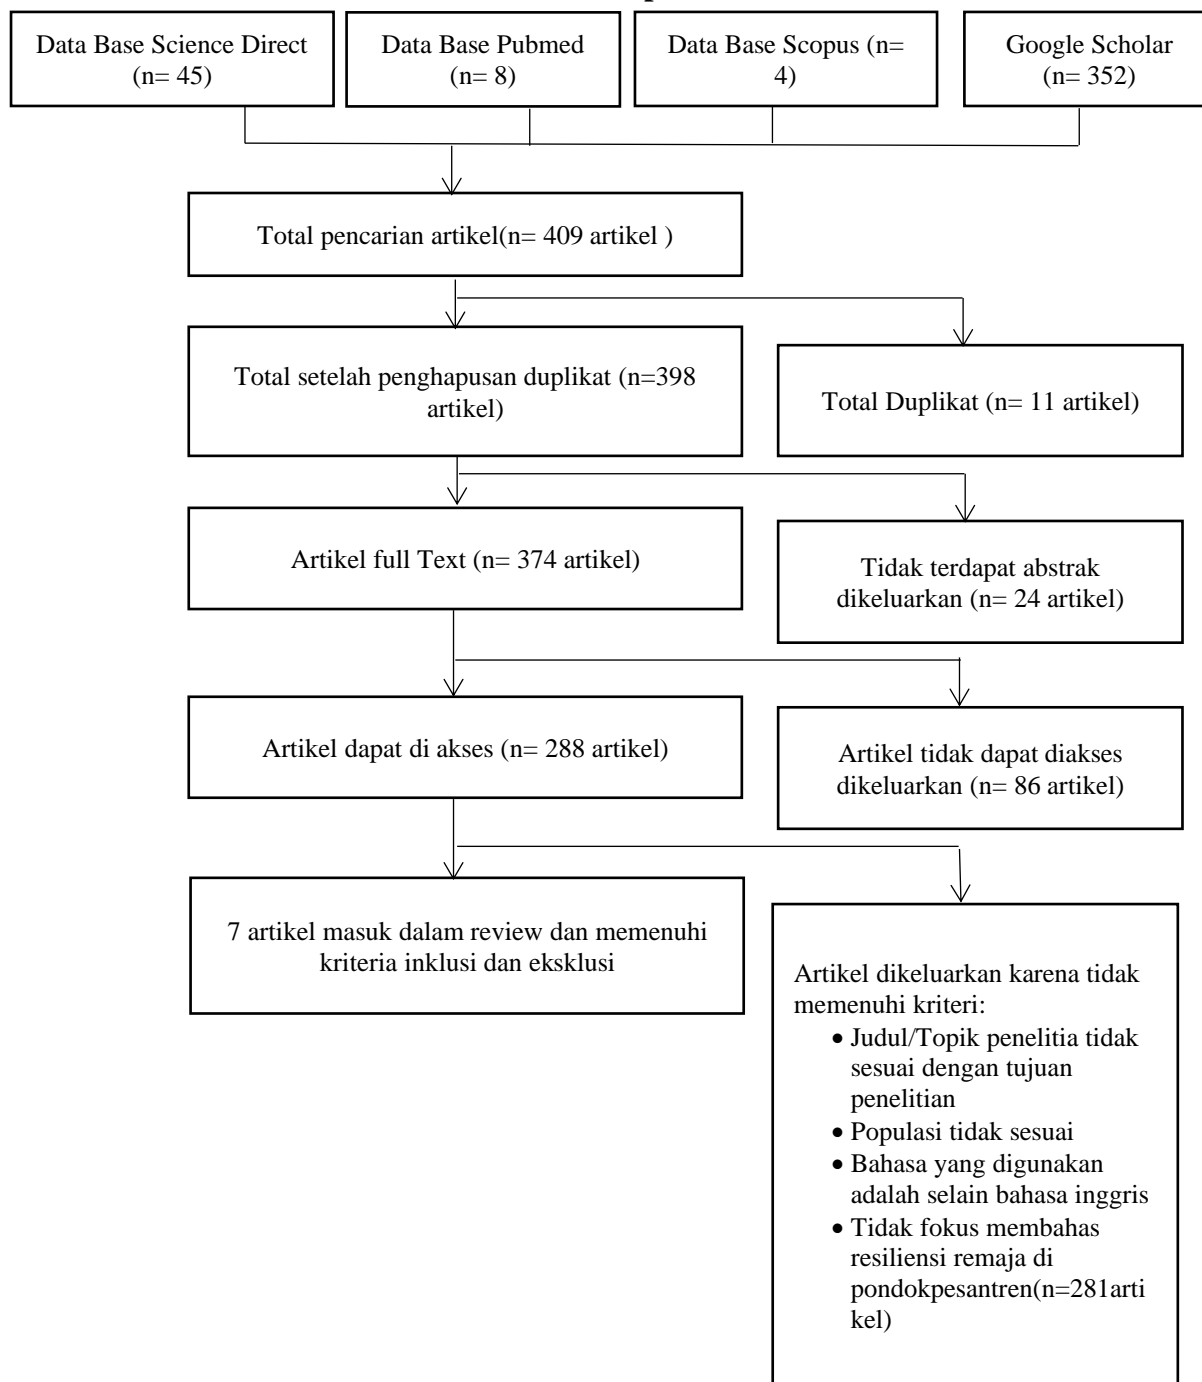 Data Base Science Direct
(n= 45)
Data Base Pubmed
(n= 8)
Data Base Scopus (n=
4)
Google Scholar
(n= 352)
Total pencarian artikel(n= 409 artikel )
Total setelah penghapusan duplikat (n=398
artikel)
Total Duplikat (n= 11 artikel)
Artikel full Text (n= 374 artikel)
Tidak terdapat abstrak
dikeluarkan (n= 24 artikel)
Artikel dapat di akses (n= 288 artikel)
Artikel tidak dapat diakses
dikeluarkan (n= 86 artikel)
7 artikel masuk dalam review dan memenuhi
kriteria inklusi dan eksklusi
Artikel dikeluarkan karena tidak
memenuhi kriteri:
• Judul/Topik penelitia tidak
sesuai dengan tujuan
penelitian
• Populasi tidak sesuai
• Bahasa yang digunakan
adalah selain bahasa inggris
• Tidak fokus membahas
resiliensi remaja di
pondokpesantren(n=281arti
kel)